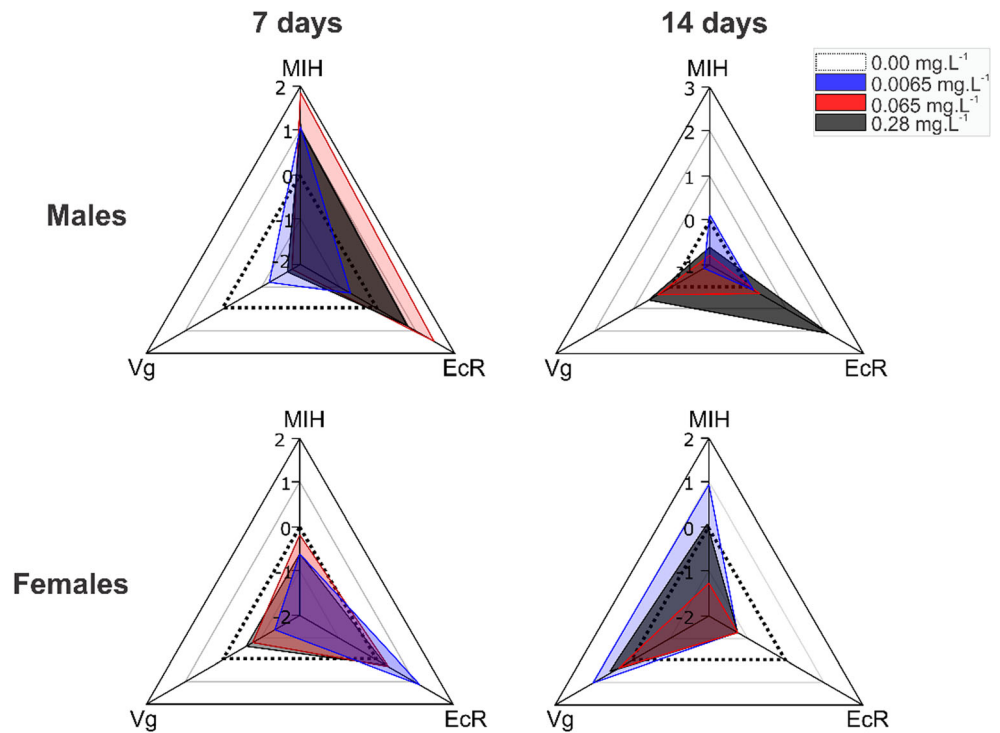 7 days
14 days
0.00 mg.L⁻¹
0.0065 mg.L⁻¹
0.065 mg.L⁻¹
0.28 mg.L⁻¹
Males
MIH
2
1
0
-1
-2
Vg
EcR
MIH
3
2
1
0
-1
Vg
EcR
Females
MIH
2
1
0
-1
-2
Vg
EcR
MIH
2
1
0
-1
-2
Vg
EcR